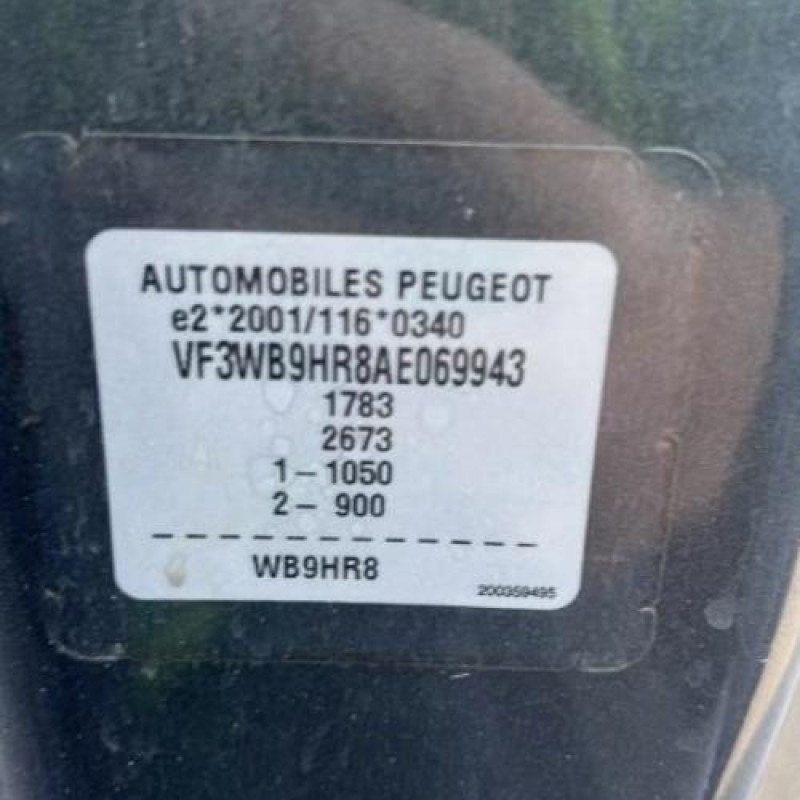 AUTOMOBILES PEUGEOT
e2*2001/116*0340
VF3WB9HR8AE069943
1783
2673
1-1050
2-900
WB9HR8
200359495